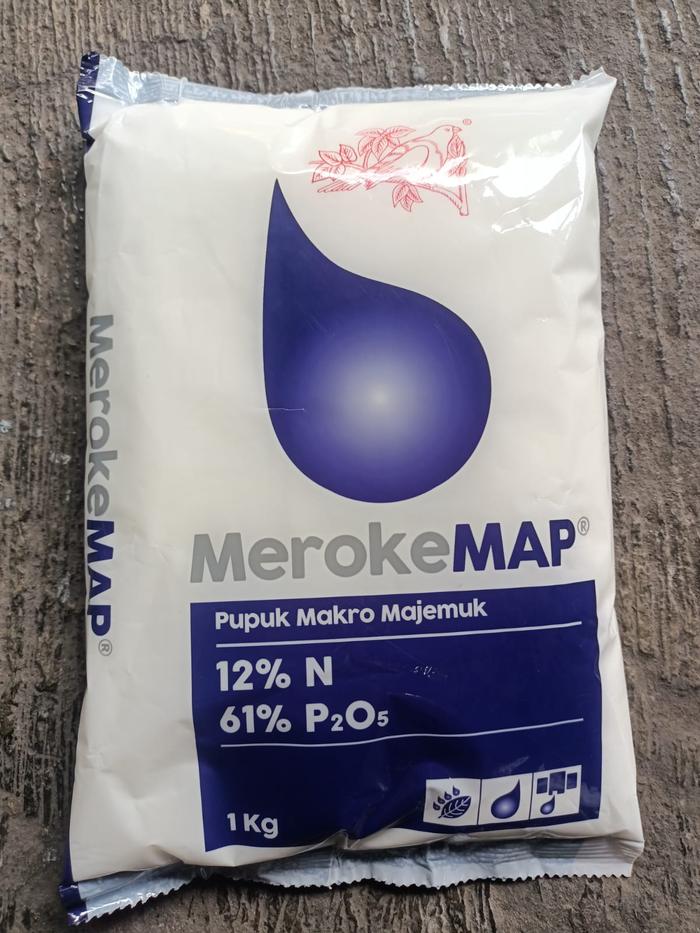 MerokeMAP®
MerokeMAP®
Pupuk Makro Majemuk
12% N
61% P₂O₅
1 Kg